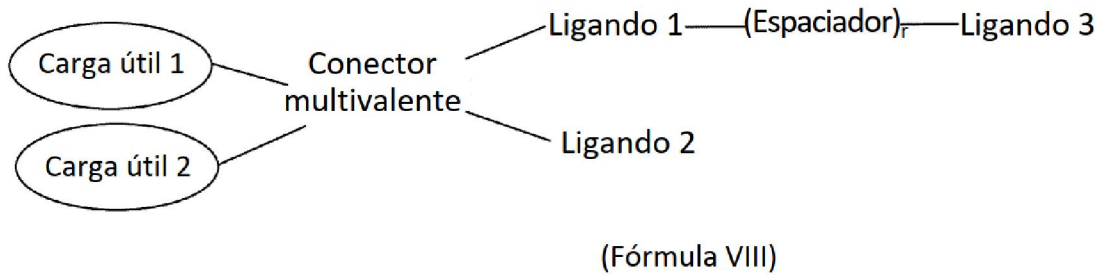 Ligando 1—(Espaciador)r—Ligando 3
Carga útil 1
Conector
multivalente
Ligando 2
Carga útil 2
(Fórmula VIII)